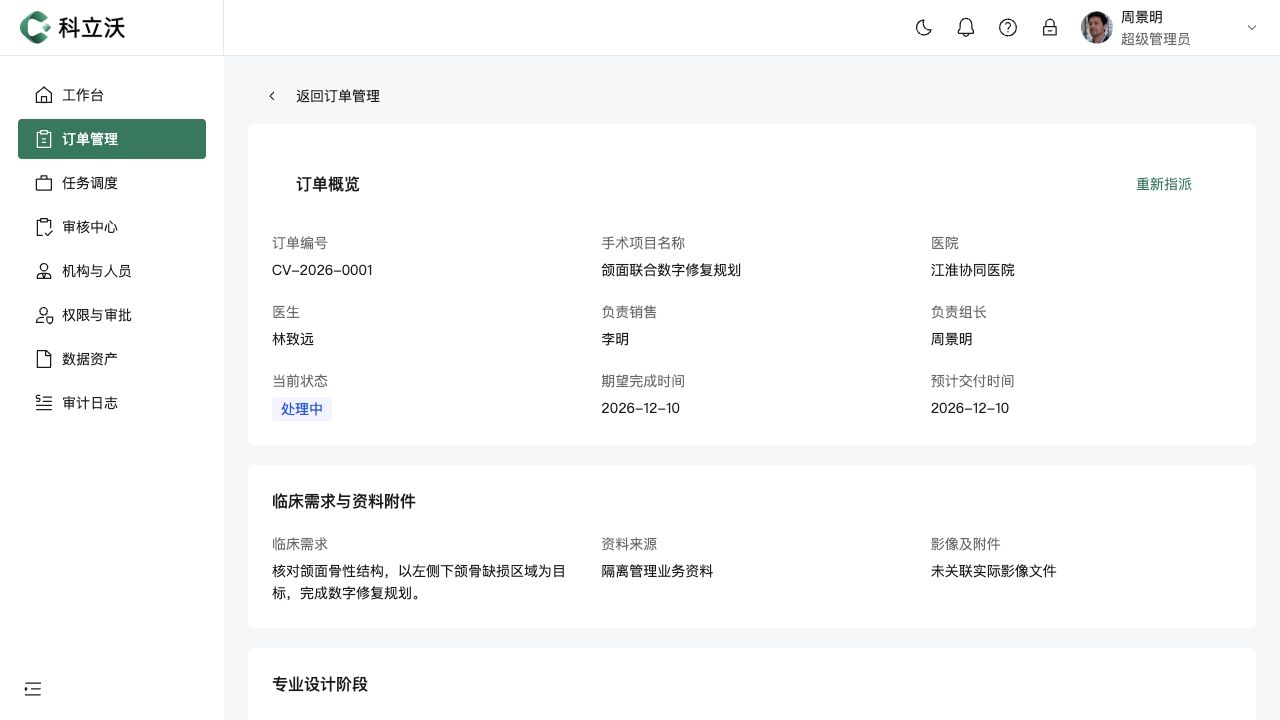 科立沃
周景明
超级管理员
工作台
订单管理
任务调度
审核中心
机构与人员
权限与审批
数据资产
审计日志
返回订单管理
订单概览
重新指派
订单编号
手术项目名称
医院
CV-2026-0001
颌面联合数字修复规划
江淮协同医院
医生
负责销售
负责组长
林致远
李明
周景明
当前状态
期望完成时间
预计交付时间
处理中
2026-12-10
2026-12-10
临床需求与资料附件
临床需求
资料来源
影像及附件
核对颌面骨性结构，以左侧下颌骨缺损区域为目
标，完成数字修复规划。
隔离管理业务资料
未关联实际影像文件
专业设计阶段